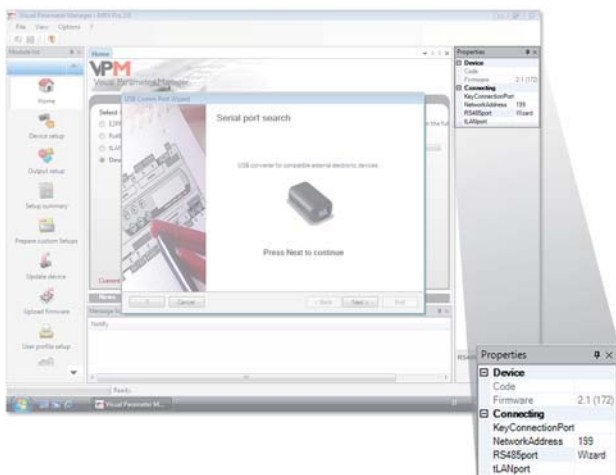 Visual Parameter Manager - MXV Pro DE
File View Options ?
Module list
Home
Device setup
Output setup
Setup summary
Prepare custom Setups
Update device
Upload Firmware
User profile setup
Home
VPM
Visual Parameter Manager
USB Comm Port Wizard
Serial port search
USB converter for compatible external electronic devices
Press Next to continue
Cancel
< Back
Next >
Exit
News
Notify
Ready.
Visual Parameter M...
Properties
Device
Code
Firmware 2.1 (172)
Connecting
KeyConnectionPort
NetworkAddress 199
RS485port Wizard
tLANport
Properties
Device
Code
Firmware 2.1 (172)
Connecting
KeyConnectionPort
NetworkAddress 199
RS485port Wizard
tLANport